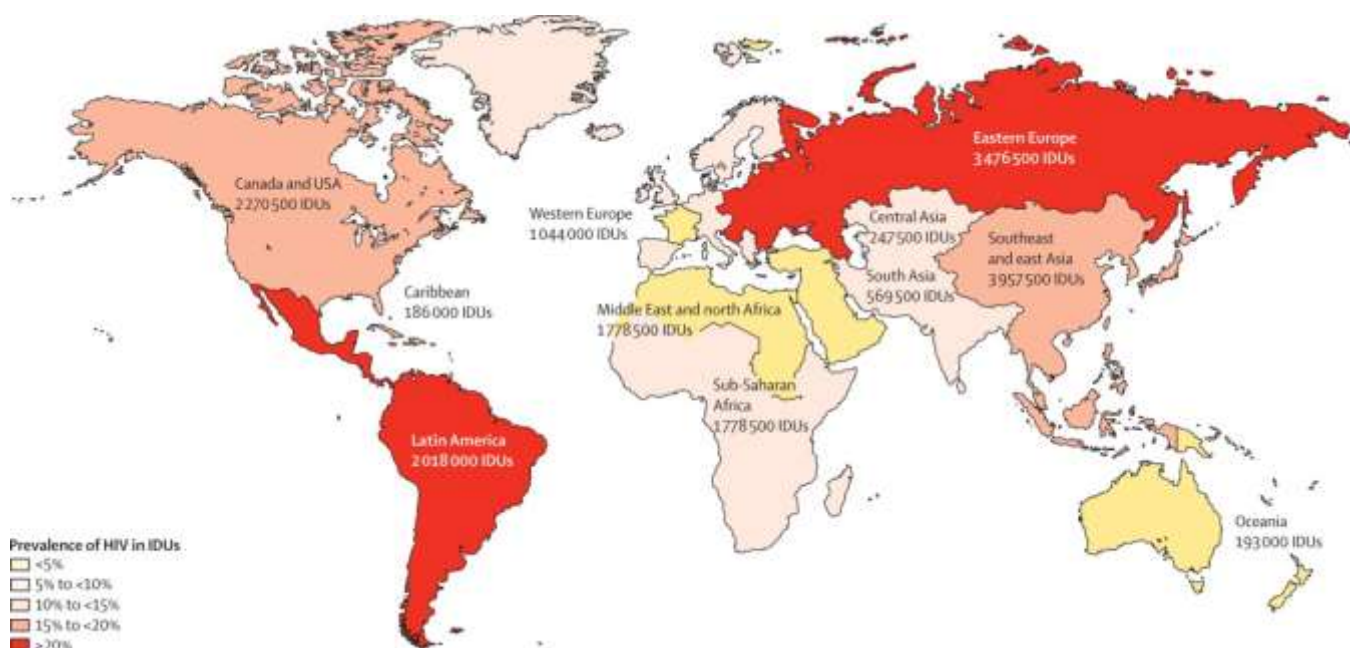 Eastern Europe
3476500 IDUs
Canada and USA
2270500 IDUs
Western Europe
1044000 IDUs
Central Asia
247500 IDUs
Southeast
and east Asia
3957500 IDUs
South Asia
569500 IDUs
Caribbean
186000 IDUs
Middle East and north Africa
1778500 IDUs
Sub-Saharan
Africa
1778500 IDUs
Latin America
2018000 IDUs
Oceania
193000 IDUs
Prevalence of HIV in IDUs
<5%
5% to <10%
10% to <15%
15% to <20%
≥20%